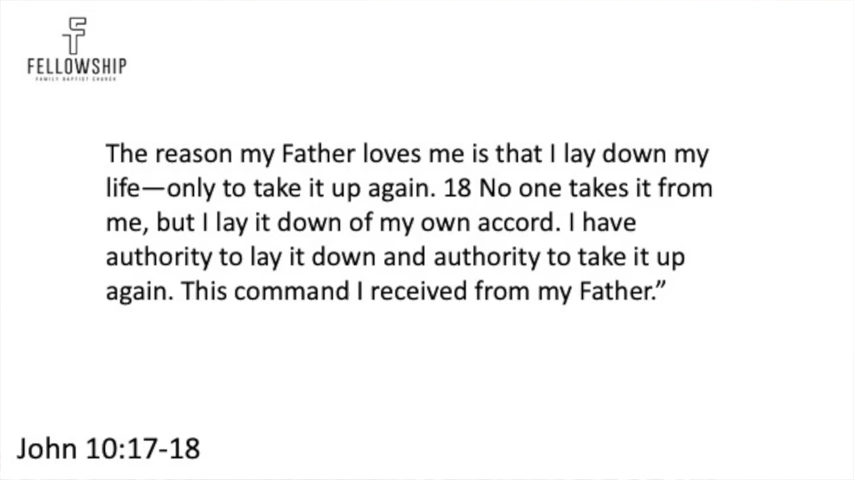 FELLOWSHIP
FAMILY BAPTIST CHURCH
The reason my Father loves me is that I lay down my
life—only to take it up again. 18 No one takes it from
me, but I lay it down of my own accord. I have
authority to lay it down and authority to take it up
again. This command I received from my Father.”
John 10:17-18